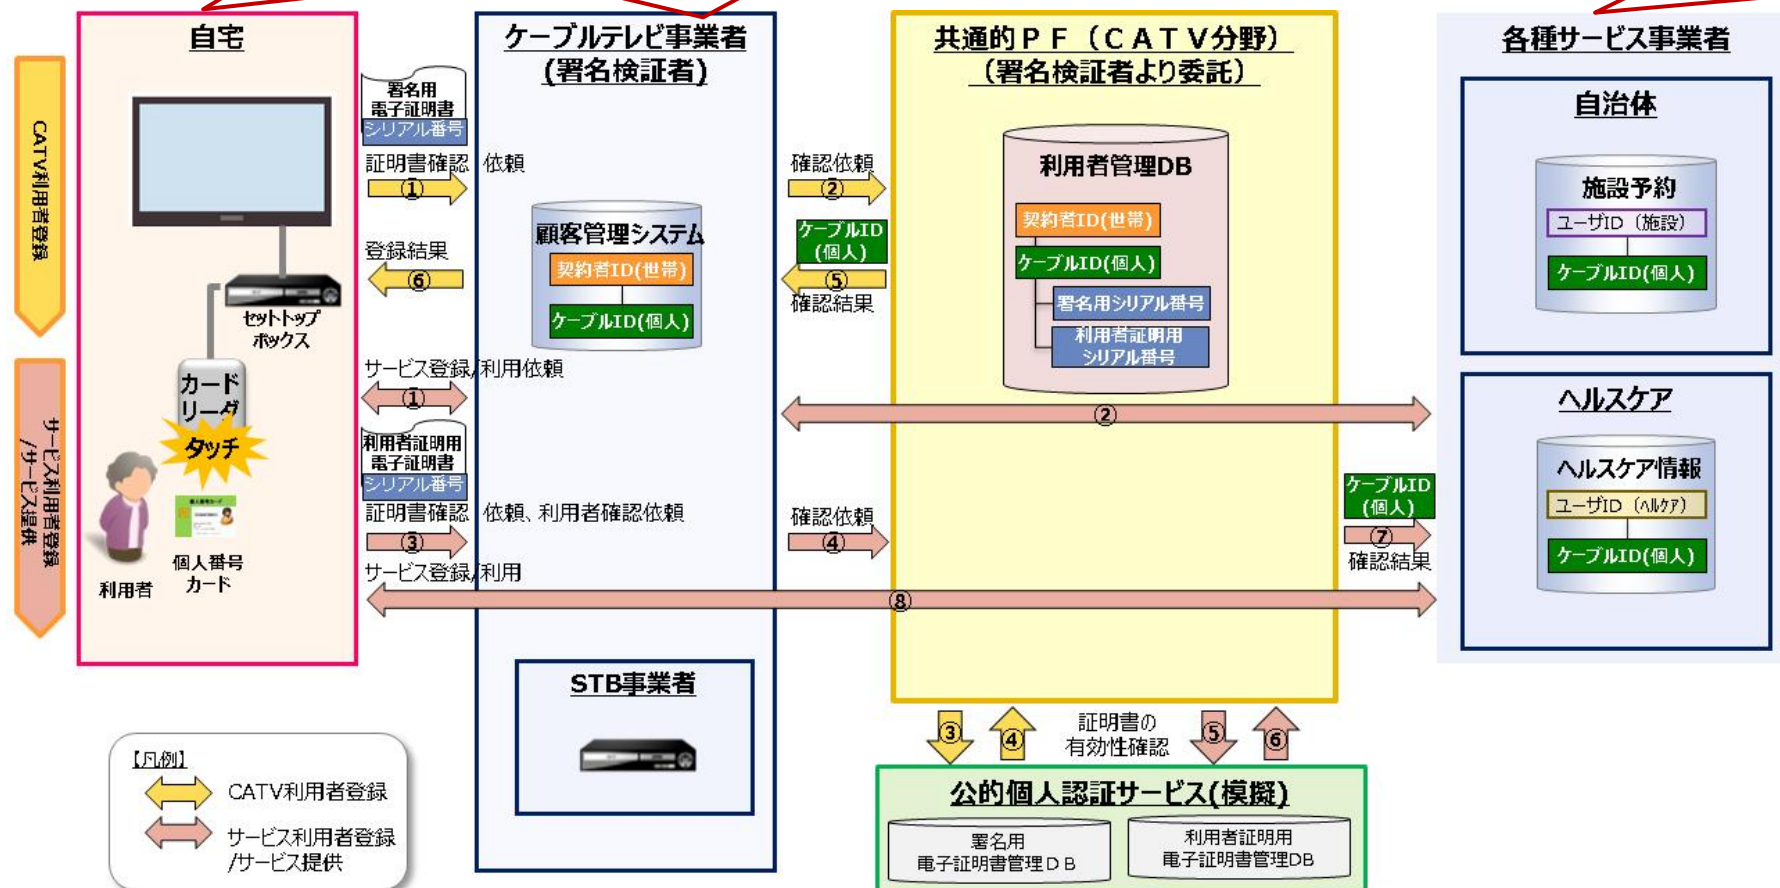 自宅
ケーブルテレビ事業者
(署名検証者)
共通的ＰＦ（ＣＡＴＶ分野）
（署名検証者より委託）
各種サービス事業者
CATV利用者登録
サービス利用者登録
/サービス提供
署名用
電子証明書
シリアル番号
証明書確認 依頼
①
登録結果
⑥
セットトップ
ボックス
カード
リーダ
タッチ
利用者
個人番号
カード
サービス登録/利用依頼
①
利用者証明用
電子証明書
シリアル番号
証明書確認 依頼、利用者確認依頼
③
サービス登録/利用
⑧
顧客管理システム
契約者ID(世帯)
ケーブルID(個人)
STB事業者
確認依頼
②
ケーブルID
(個人)
⑤
確認結果
確認依頼
④
利用者管理DB
契約者ID(世帯)
ケーブルID(個人)
署名用シリアル番号
利用者証明用
シリアル番号
②
ケーブルID
(個人)
⑦
確認結果
自治体
施設予約
ユーザID（施設）
ケーブルID(個人)
ヘルスケア
ヘルスケア情報
ユーザID（ヘルケア）
ケーブルID(個人)
③
④
証明書の
有効性確認
⑤
⑥
公的個人認証サービス(模擬)
署名用
電子証明書管理ＤＢ
利用者証明用
電子証明書管理DB
【凡例】
CATV利用者登録
サービス利用者登録
/サービス提供